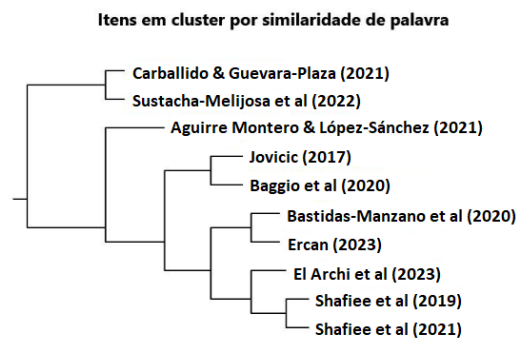 Itens em cluster por similaridade de palavra
Carballido & Guevara-Plaza (2021)
Sustacha-Melijosa et al (2022)
Aguirre Montero & López-Sánchez (2021)
Jovicic (2017)
Baggio et al (2020)
Bastidas-Manzano et al (2020)
Ercan (2023)
El Archi et al (2023)
Shafiee et al (2019)
Shafiee et al (2021)